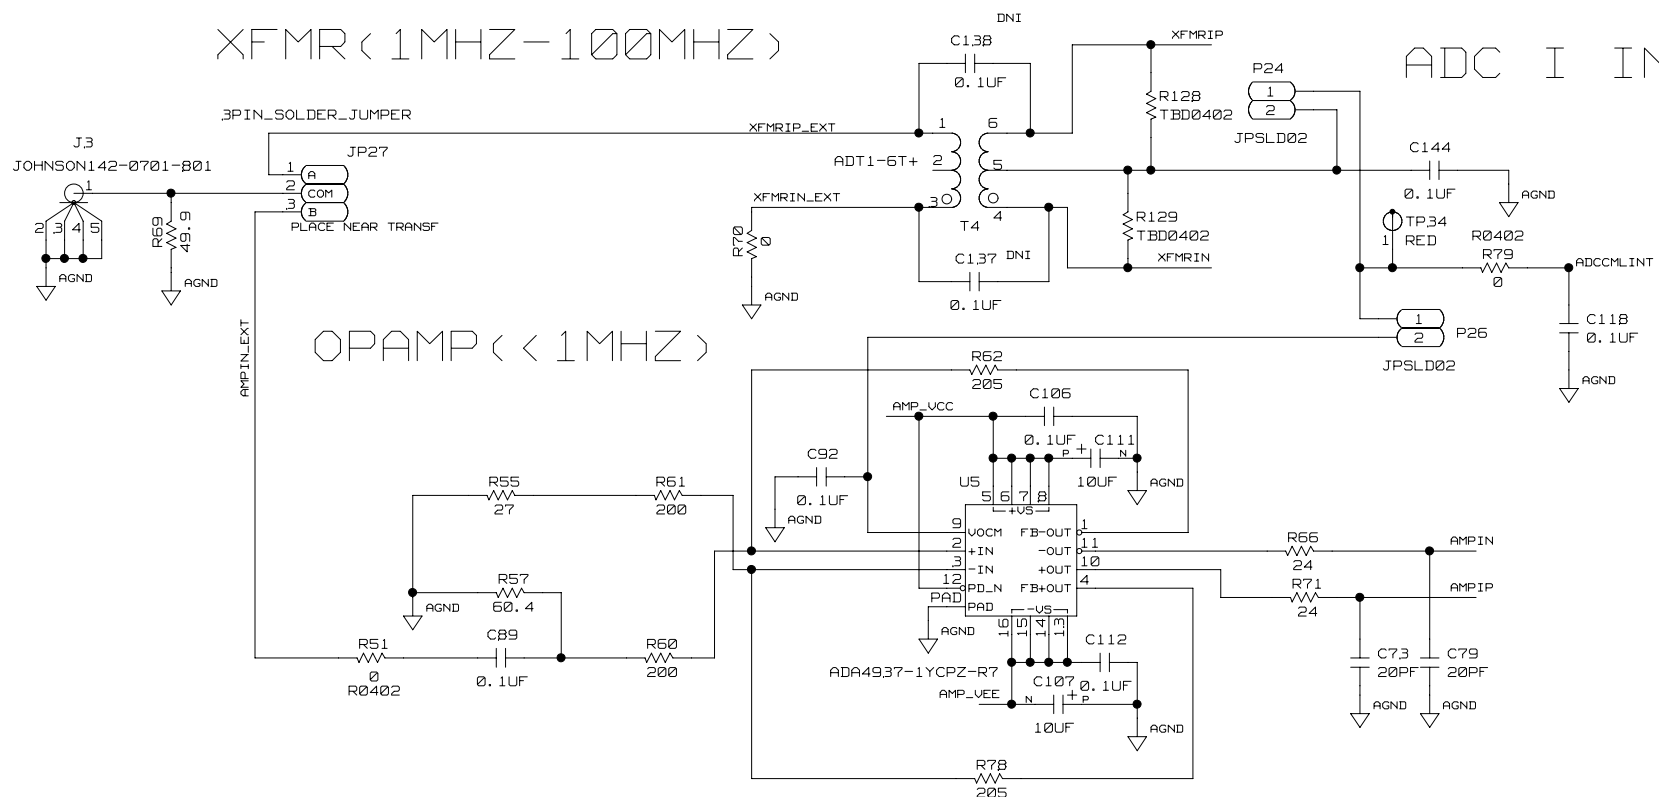 XFMR(1MHZ-100MHZ)
ADC I IN
DNI
C138
0.1UF
XFMRIP
P24
1
2
JPSLD02
R128
TBD0402
3PIN_SOLDER_JUMPER
XFMRIP_EXT
1
6
ADT1-6T+
2
5
XFMRIN_EXT
3
4
T4
C144
0.1UF
AGND
J3
JOHNSON142-0701-801
1
2 3 4 5
AGND
R69
49.9
AGND
JP27
1 A
2 COM
3 B
PLACE NEAR TRANSF
R70
0
AGND
C137
DNI
0.1UF
R129
TBD0402
XFMRIN
TP34
1 RED
R0402
R79
0
ADCCMLINT
C118
0.1UF
AGND
1
2
P26
JPSLD02
OPAMP(<1MHZ)
AMPIN_EXT
R62
205
AMP_VCC
C106
0.1UF
C111
P + N
10UF
AGND
C92
0.1UF
AGND
U5
5 6 7 8
+VS
R55
27
R61
200
9 VOCM
2 +IN
3 -IN
12 PD_N
PAD PAD
FB-OUT 1
-OUT 11
+OUT 10
FB+OUT 4
-VS
16 15 14 13
AGND
ADA4937-1YCPZ-R7
R66
24
AMPIN
R71
24
AMPIP
R57
60.4
AGND
R51
0
R0402
C89
0.1UF
R60
200
C112
0.1UF
AMP_VEE
C107
N + P
10UF
AGND
C73
20PF
AGND
C79
20PF
AGND
R78
205